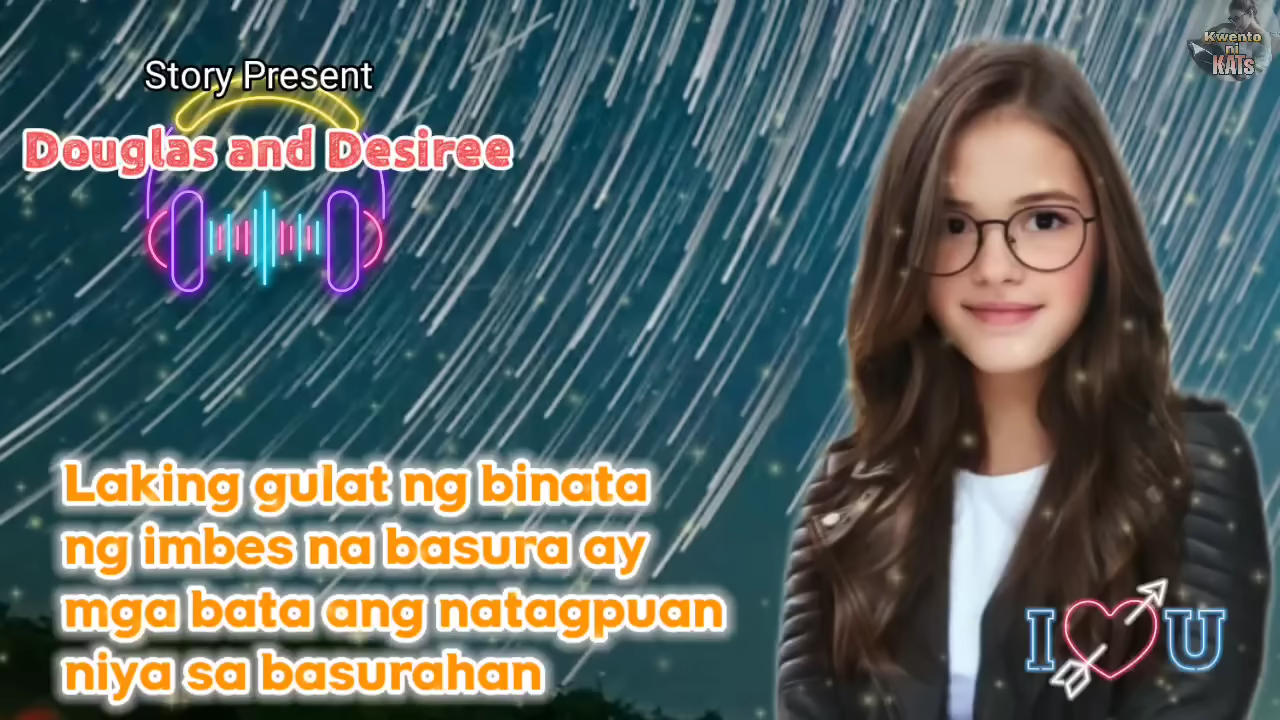 Story Present
Douglas and Desiree
Kwento
ni
KATs
Laking gulat ng binata
ng imbes na basura ay
mga bata ang natagpuan
niya sa basurahan
I U